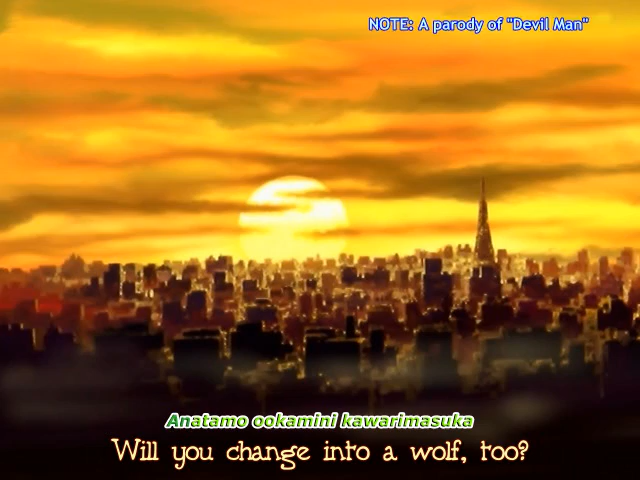 NOTE: A parody of "Devil Man"
Anatamo ookamini kawarimasuka
Will you change into a wolf, too?